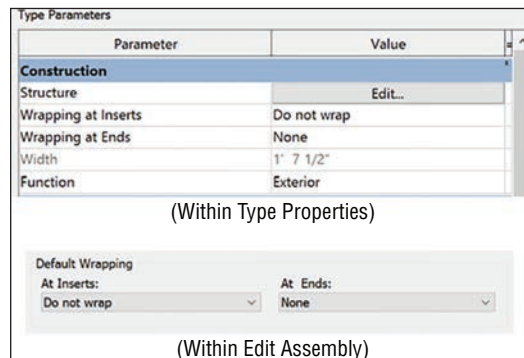 Type Parameters
Parameter Value =
Construction
Structure Edit...
Wrapping at Inserts Do not wrap
Wrapping at Ends None
Width 1' 7 1/2"
Function Exterior
(Within Type Properties)
Default Wrapping
At Inserts: At Ends:
Do not wrap None
(Within Edit Assembly)